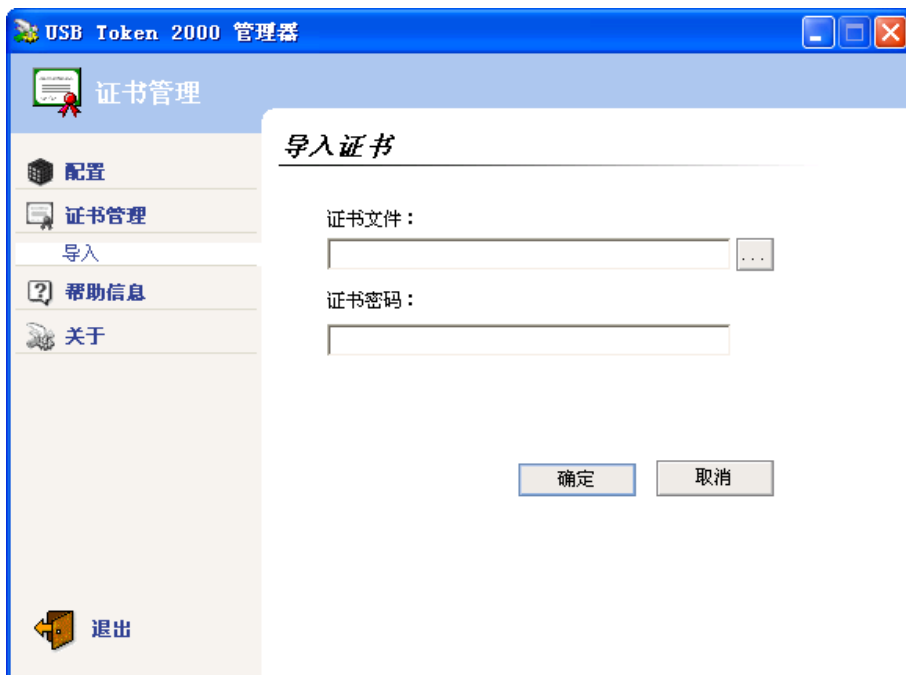 USB Token 2000 管理器
证书管理
配置
证书管理
导入
帮助信息
关于
退出
导入证书
证书文件：
...
证书密码：
确定
取消